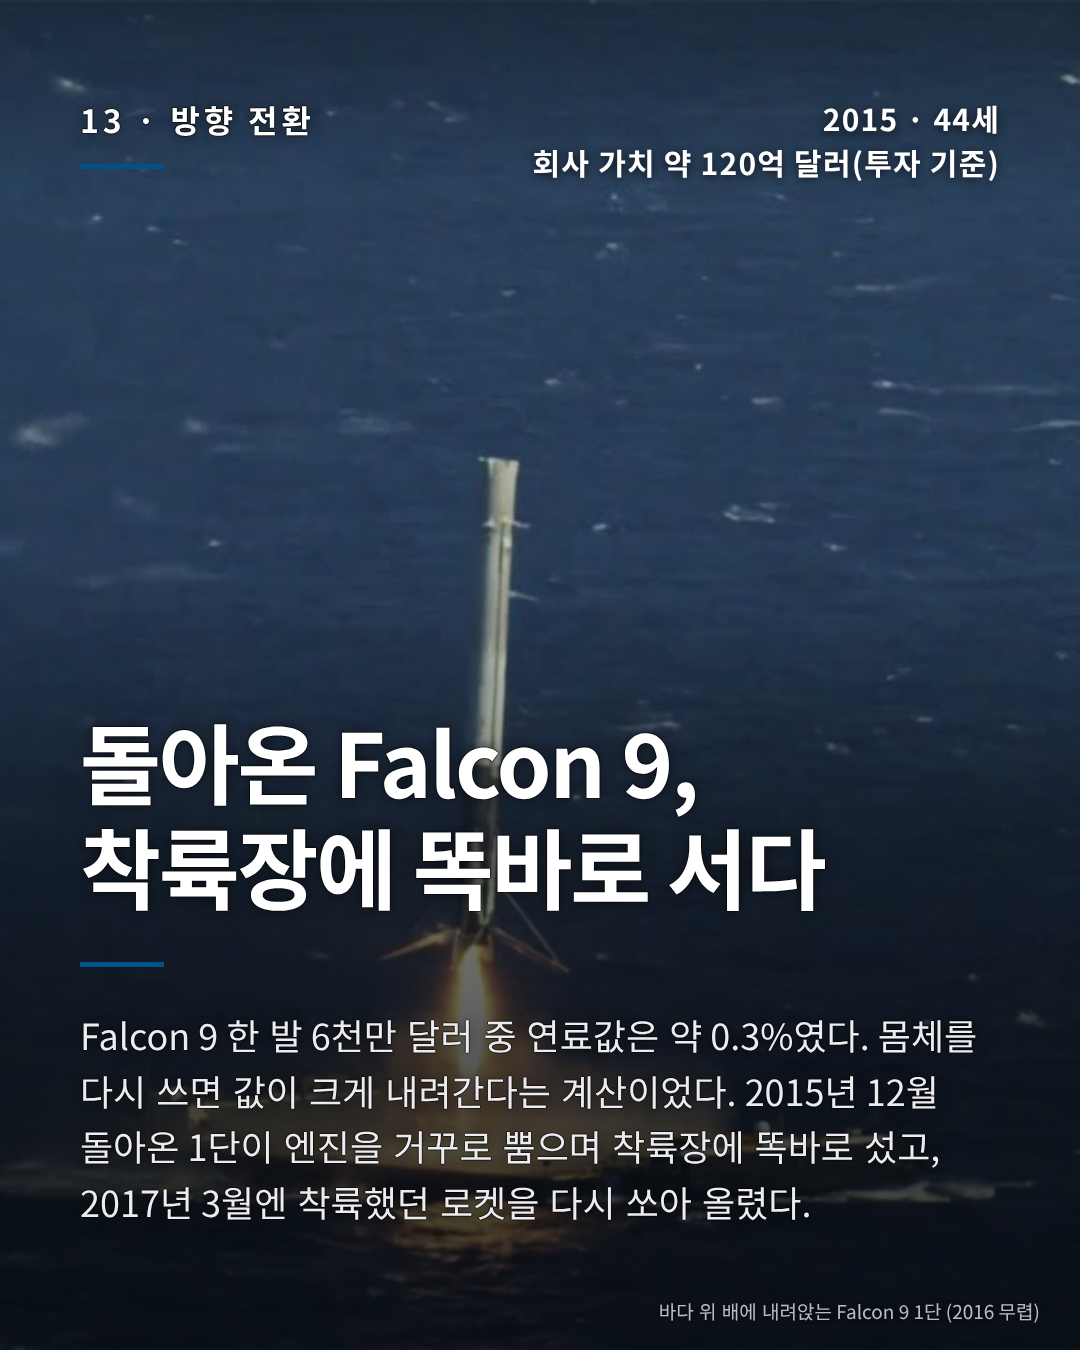 13 · 방향 전환
2015 · 44세
회사 가치 약 120억 달러(투자 기준)
돌아온 Falcon 9,
착륙장에 똑바로 서다
Falcon 9 한 발 6천만 달러 중 연료값은 약 0.3%였다. 몸체를
다시 쓰면 값이 크게 내려간다는 계산이었다. 2015년 12월
돌아온 1단이 엔진을 거꾸로 뿜으며 착륙장에 똑바로 섰고,
2017년 3월엔 착륙했던 로켓을 다시 쏘아 올렸다.
바다 위 배에 내려앉는 Falcon 9 1단 (2016 무렵)